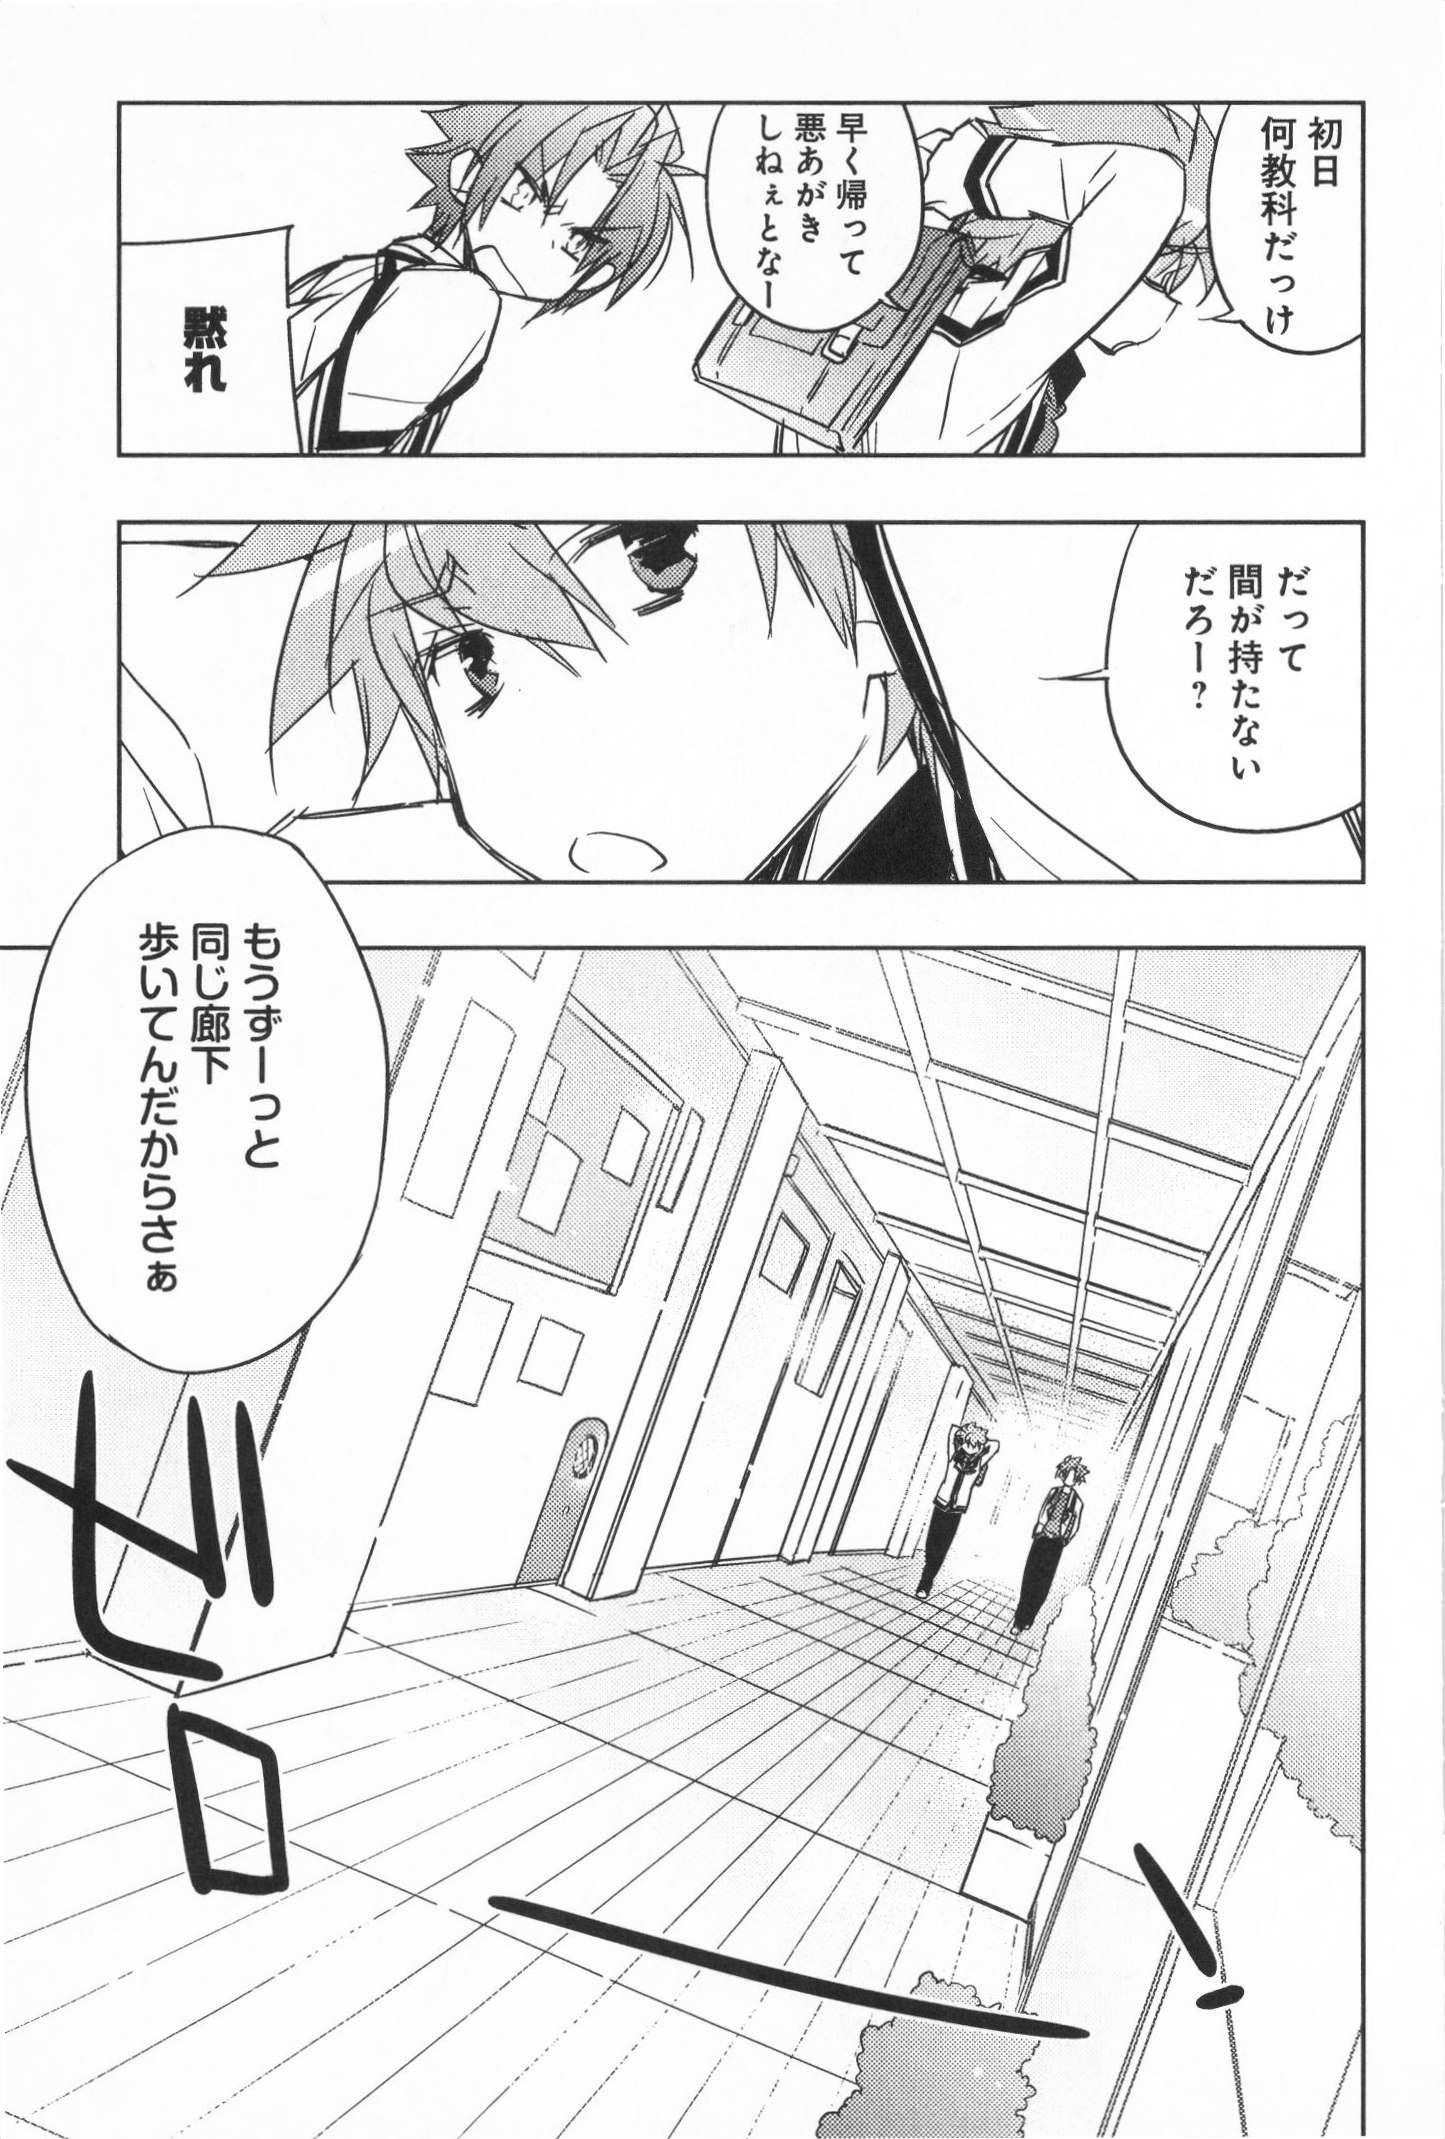 初日
何教科だっけ
早く帰って
悪あがき
しねぇとなー
黙れ
だって
間が持たない
だろー？
もうずーっと
同じ廊下
歩いてんだからさぁ
ゼロー!